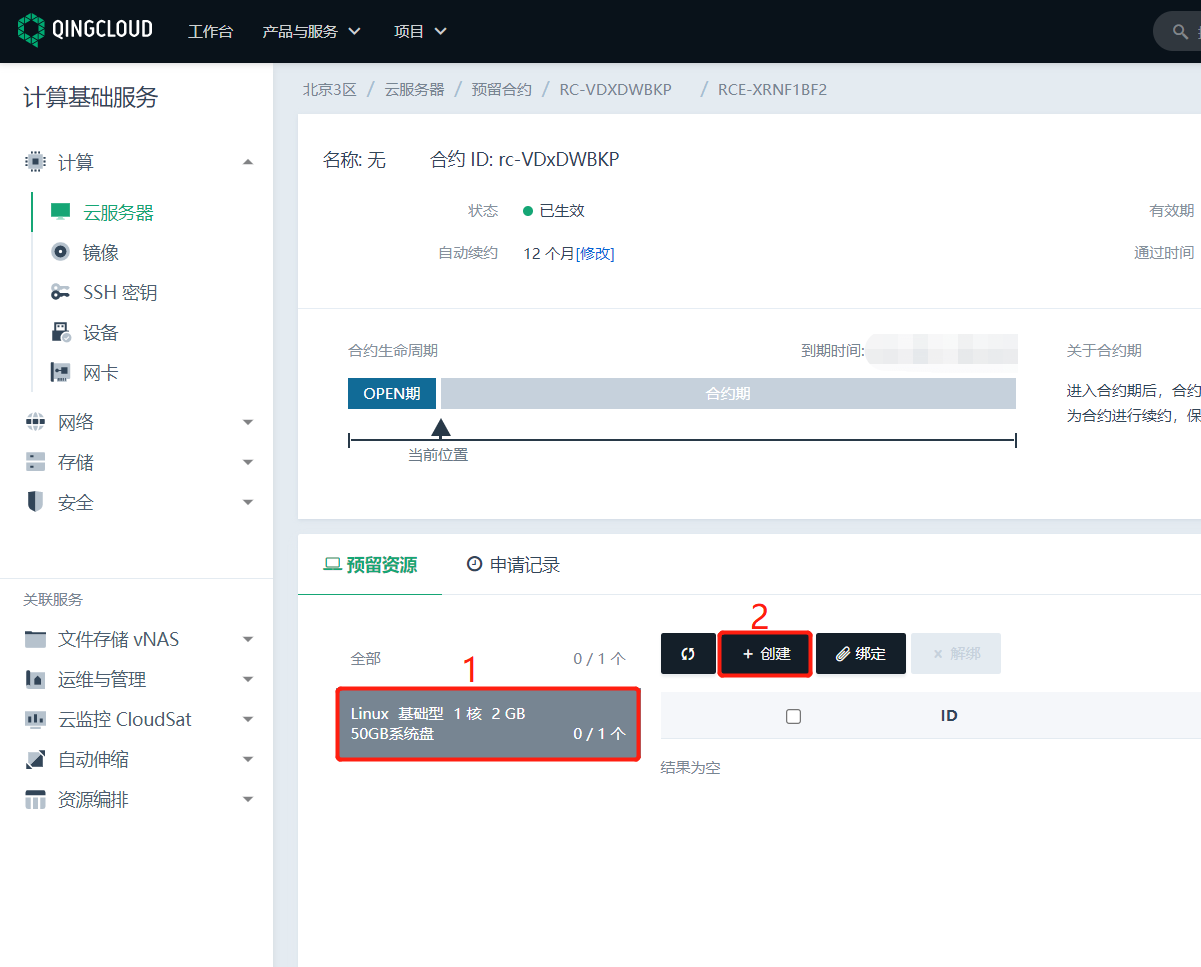 QINGCLOUD 工作台 产品与服务 项目
计算基础服务
计算
云服务器
镜像
SSH 密钥
设备
网卡
网络
存储
安全
关联服务
文件存储 vNAS
运维与管理
云监控 CloudSat
自动伸缩
资源编排
北京3区 / 云服务器 / 预留合约 / RC-VDXDWBKP / RCE-XRNF1BF2
名称: 无 合约 ID: rc-VDxDWBKP
状态 已生效 有效期
自动续约 12 个月[修改] 通过时间
合约生命周期 到期时间: 关于合约期
OPEN期 合约期
进入合约期后，合约
为合约进行续约，保
当前位置
预留资源 申请记录
1 2
全部 0 / 1 个
Linux 基础型 1 核 2 GB
50GB系统盘 0 / 1 个
+ 创建 绑定 × 解绑
ID
结果为空